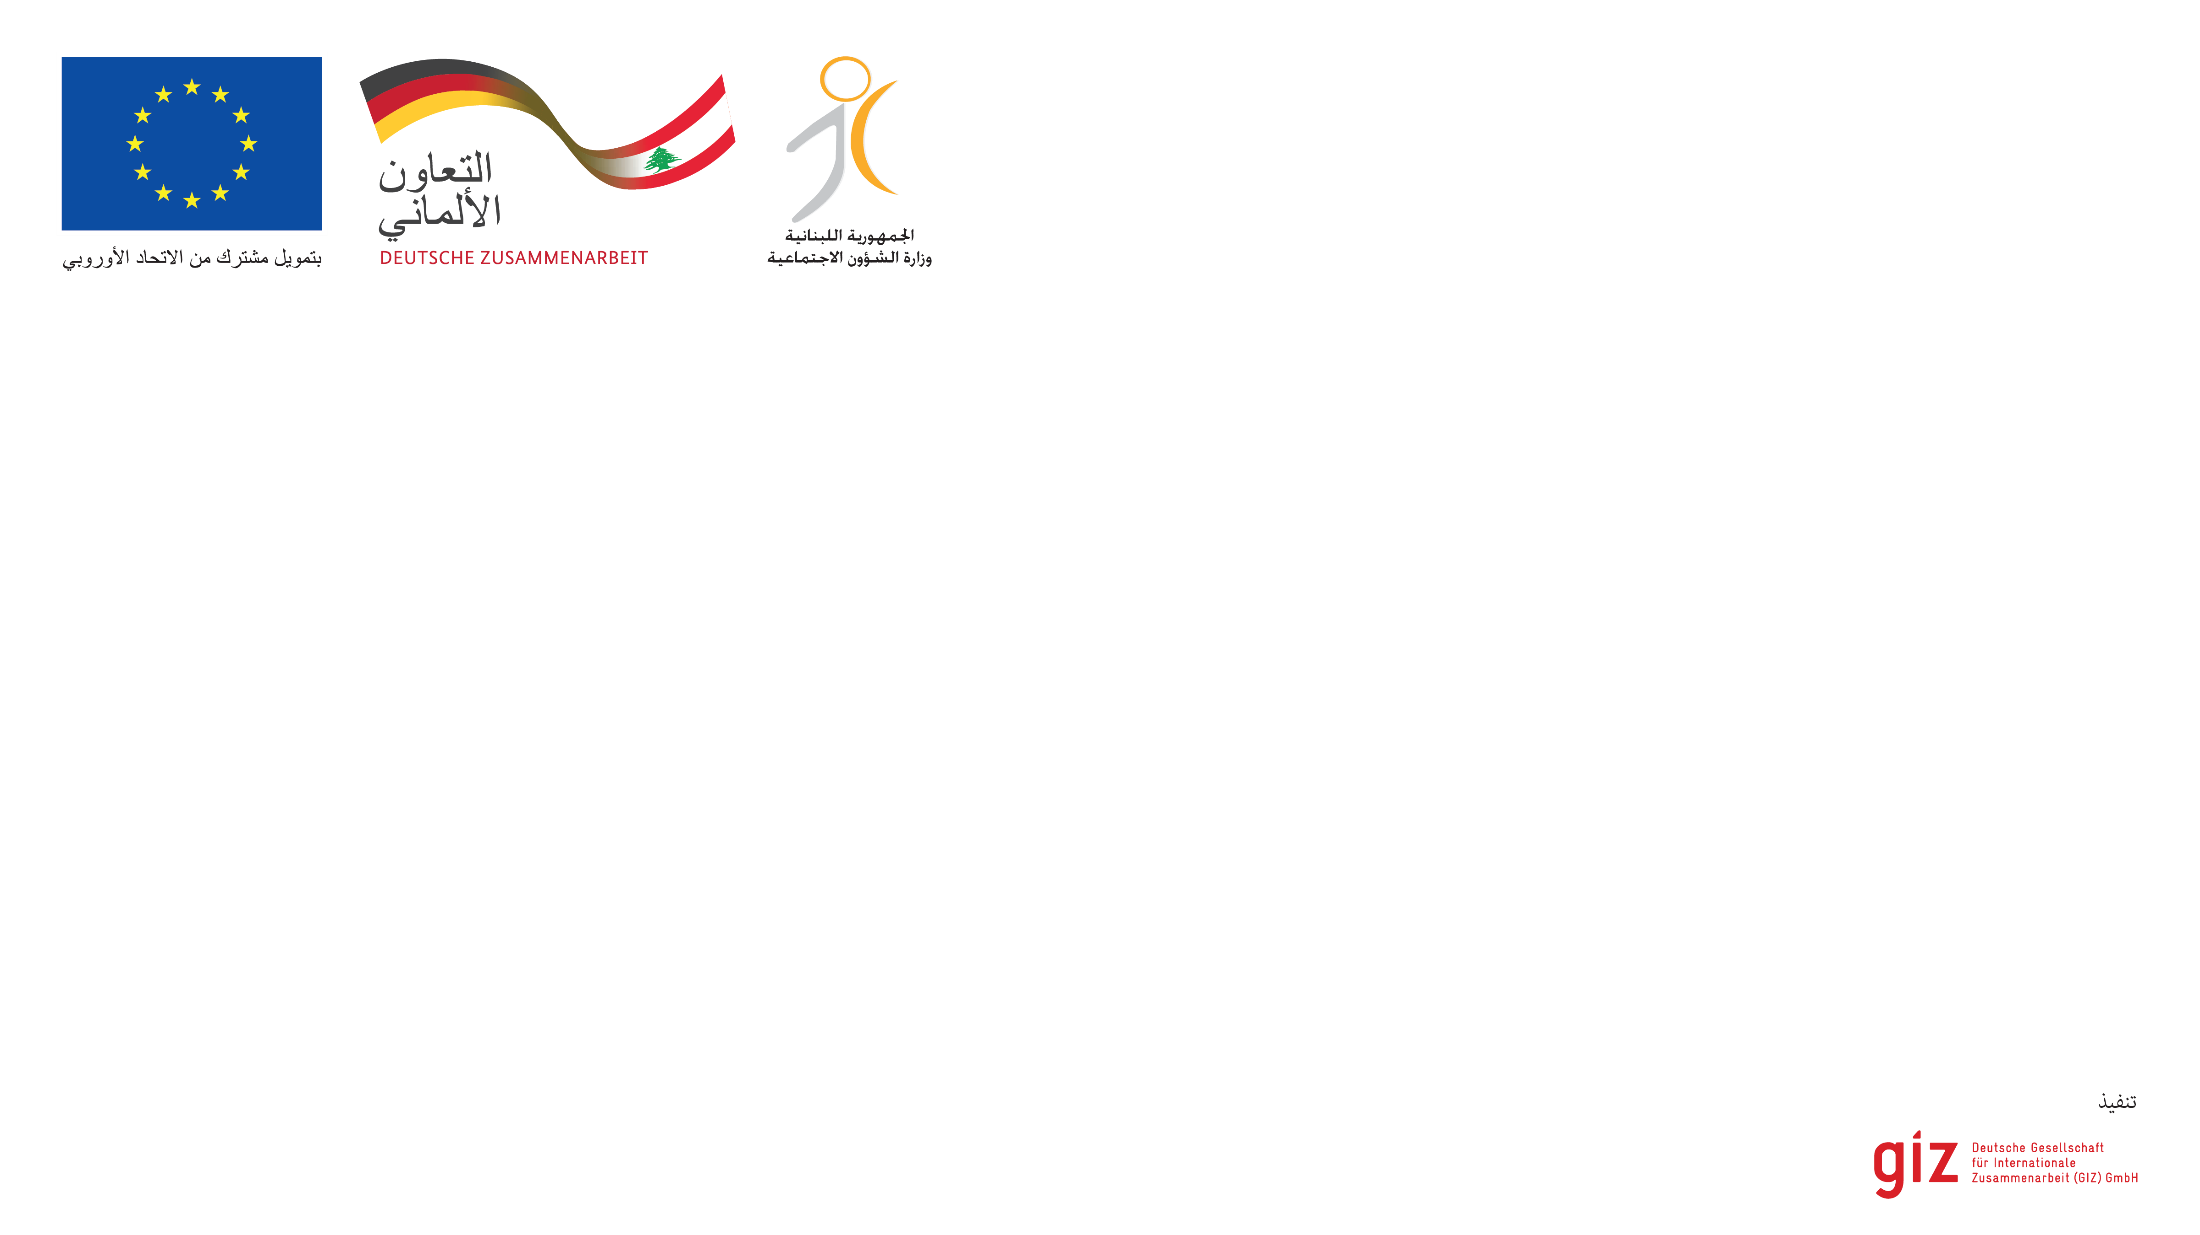 بتمويل مشترك من الاتحاد الأوروبي
التعاون
الألماني
DEUTSCHE ZUSAMMENARBEIT
الجمهورية اللبنانية
وزارة الشؤون الاجتماعية
تنفيذ
giz
Deutsche Gesellschaft
für Internationale
Zusammenarbeit (GIZ) GmbH